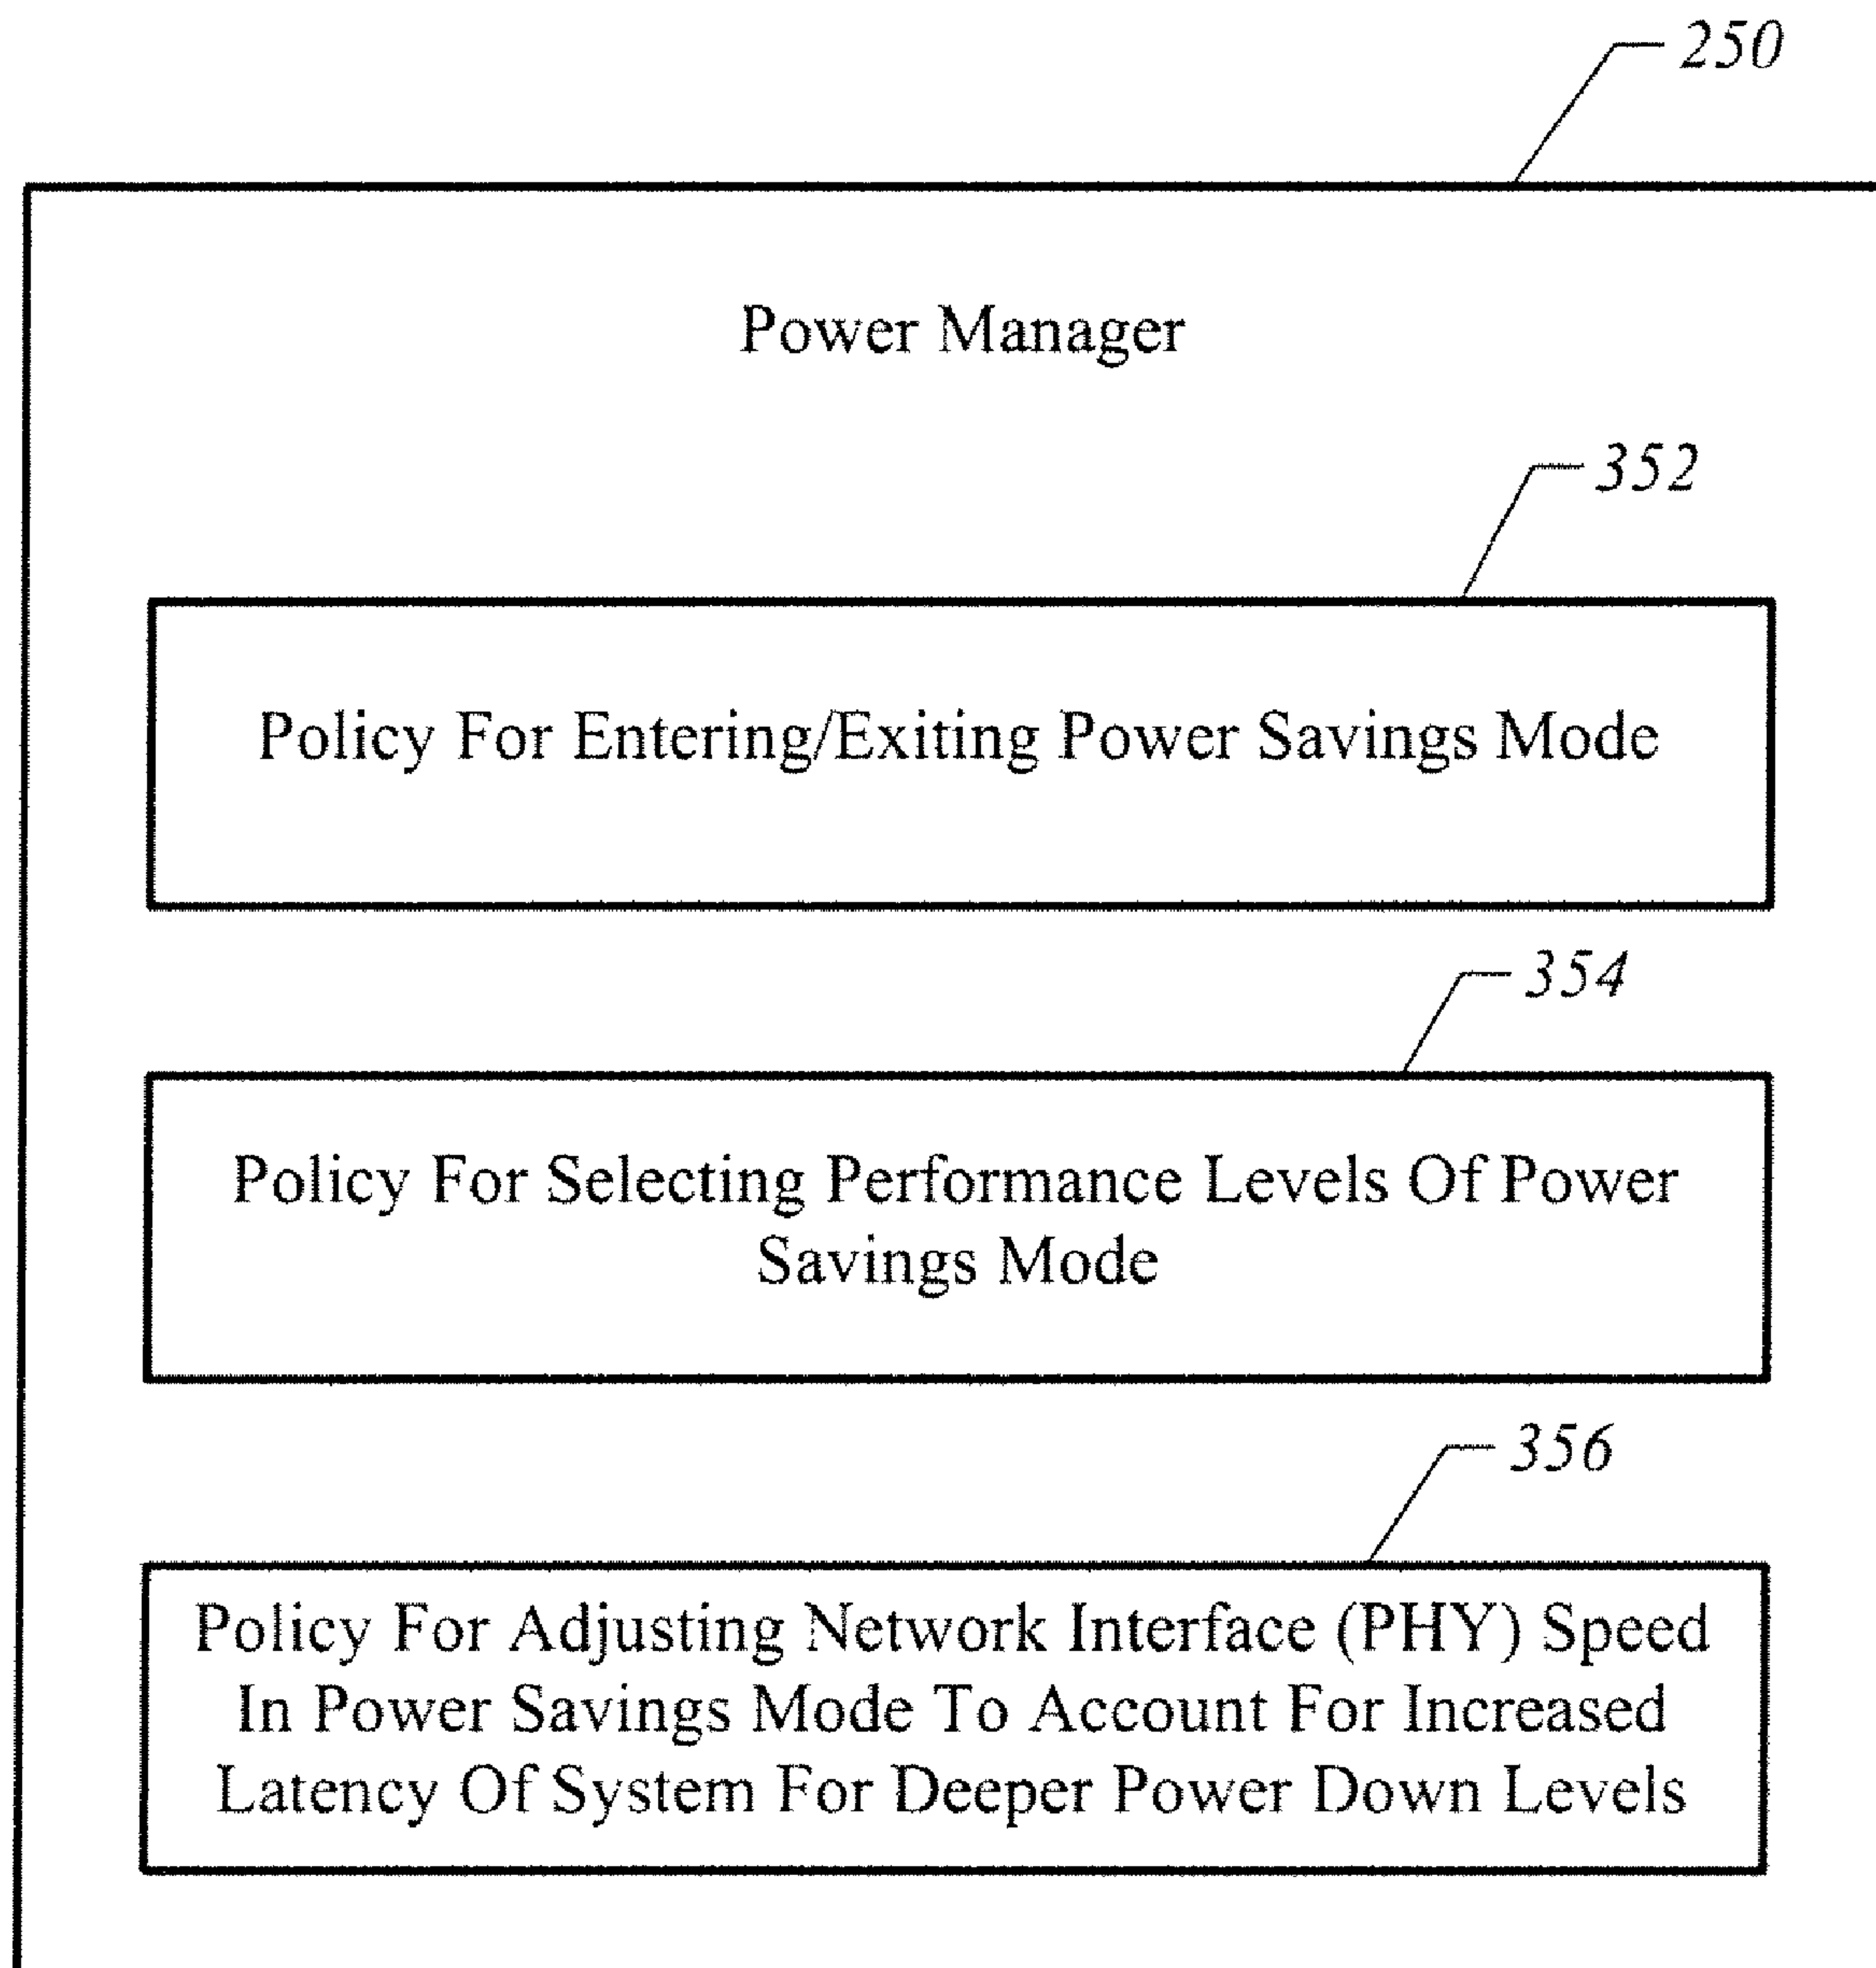 250
Power Manager
352
Policy For Entering/Exiting Power Savings Mode
354
Policy For Selecting Performance Levels Of Power
Savings Mode
356
Policy For Adjusting Network Interface (PHY) Speed
In Power Savings Mode To Account For Increased
Latency Of System For Deeper Power Down Levels